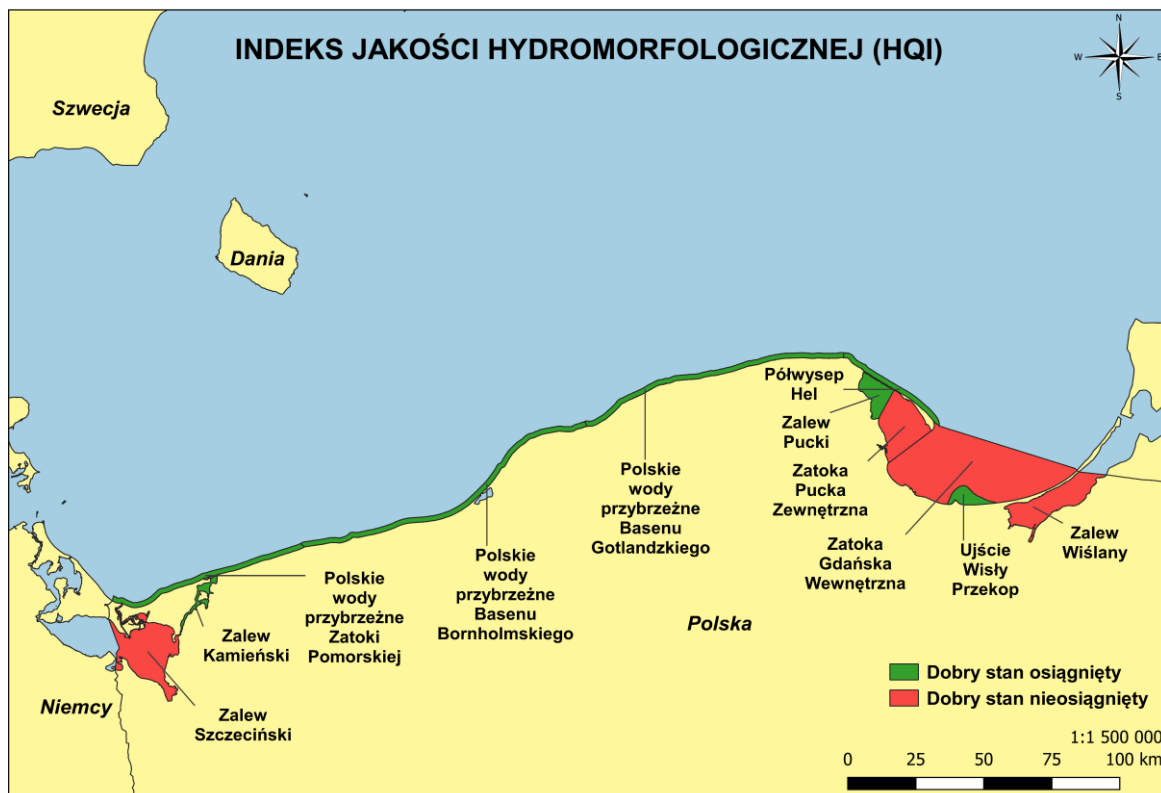 INDEKS JAKOŚCI HYDROMORFOLOGICZNEJ (HQI)
N
W
E
S
Szwecja
Dania
Półwysep
Hel
Zalew
Pucki
Zatoka
Pucka
Zewnętrzna
Zatoka
Gdańska
Wewnętrzna
Ujście
Wisły
Przekop
Zalew
Wiślany
Polskie
wody
przybrzeżne
Basenu
Gotlandzkiego
Polskie
wody
przybrzeżne
Basenu
Bornholmskiego
Polskie
wody
przybrzeżne
Zatoki
Pomorskiej
Zalew
Kamieński
Zalew
Szczeciński
Niemcy
Polska
Dobry stan osiągnięty
Dobry stan nieosiągnięty
1:1 500 000
0 25 50 75 100 km